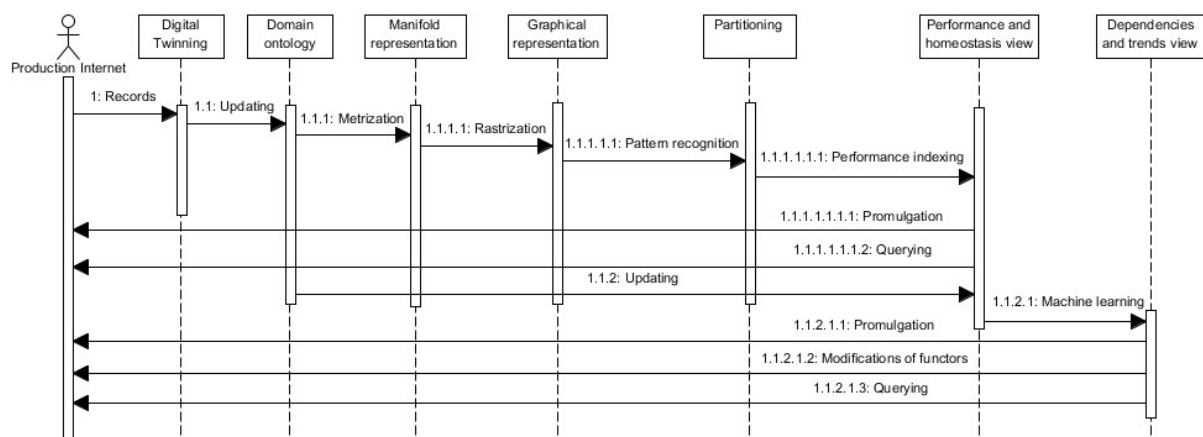 Digital
Twinning
Domain
ontology
Manifold
representation
Graphical
representation
Partitioning
Performance and
homeostasis view
Dependencies
and trends view
Production Internet
1: Records
1.1: Updating
1.1.1: Metrization
1.1.1.1: Rastrization
1.1.1.1.1: Pattern recognition
1.1.1.1.1.1: Performance indexing
1.1.1.1.1.1.1: Promulgation
1.1.1.1.1.1.2: Querying
1.1.2: Updating
1.1.2.1: Machine learning
1.1.2.1.1: Promulgation
1.1.2.1.2: Modifications of functors
1.1.2.1.3: Querying